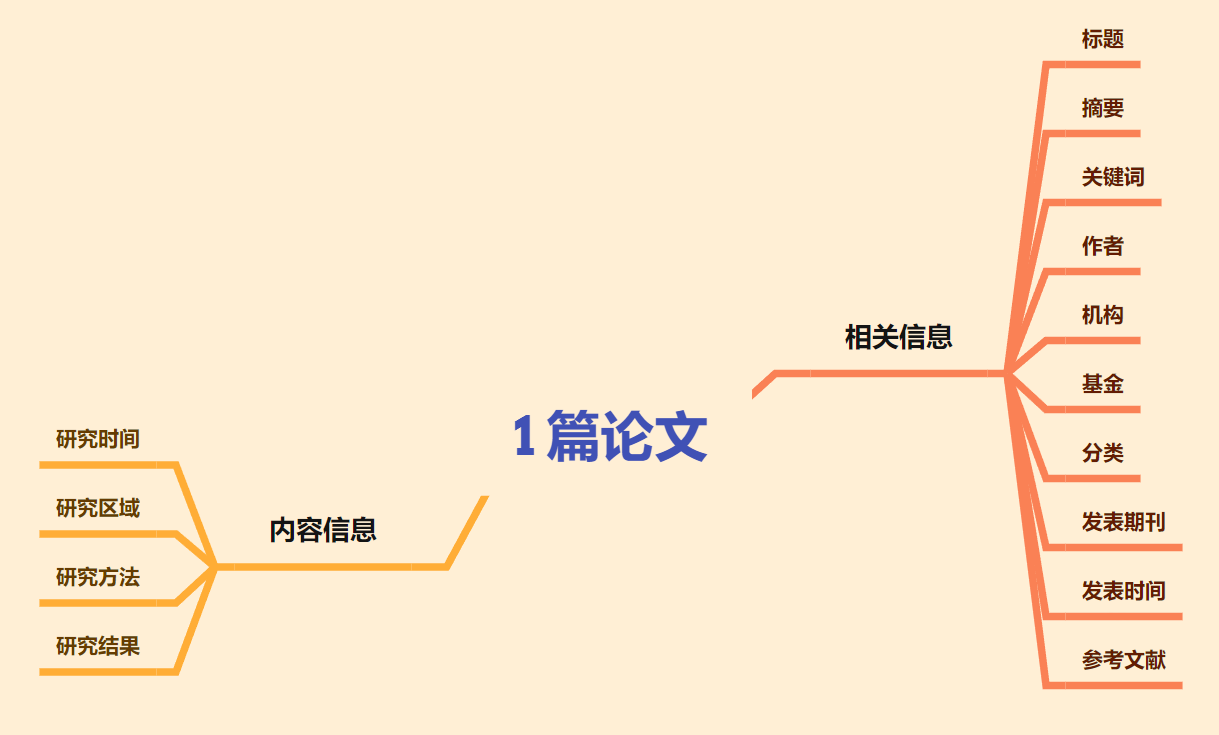 1 篇论文
相关信息
标题
摘要
关键词
作者
机构
基金
分类
发表期刊
发表时间
参考文献
内容信息
研究时间
研究区域
研究方法
研究结果